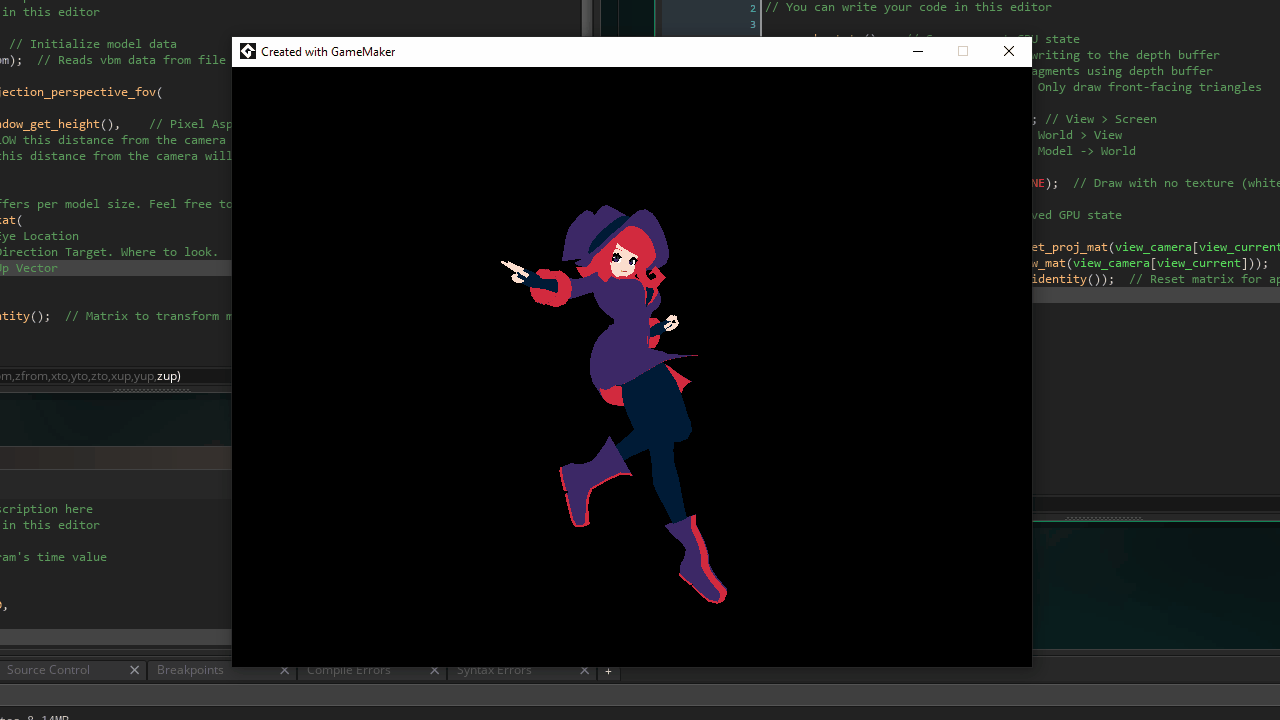 in this editor
// Initialize model data
// Reads vbm data from file
jection_perspective_fov(
ndow_get_height(),    // Pixel Asp
LOW this distance from the camera
this distance from the camera will
ffers per model size. Feel free to
kat(
Eye Location
Direction Target. Where to look.
Up Vector
ntity();  // Matrix to transform m
om,zfrom,xto,yto,zto,xup,yup,zup)
scription here
in this editor
ram's time value
Created with GameMaker
2
// You can write your code in this editor
3
GPU state
writing to the depth buffer
agments using depth buffer
Only draw front-facing triangles
; // View > Screen
World > View
Model -> World
NE);  // Draw with no texture (white
ved GPU state
et_proj_mat(view_camera[view_current
w_mat(view_camera[view_current]));
identity());  // Reset matrix for ap
Source Control
Breakpoints
Compile Errors
Syntax Errors
+
8.14MB